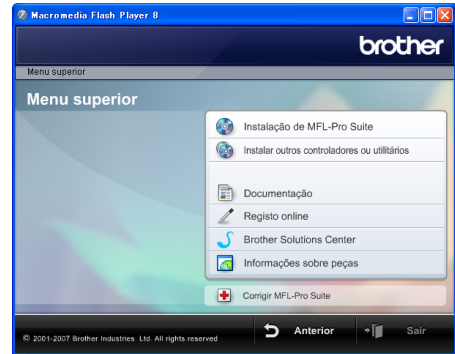 Macromedia Flash Player 8
brother
Menu superior
Menu superior
Instalação de MFL-Pro Suite
Instalar outros controladores ou utilitários
Documentação
Registo online
Brother Solutions Center
Informações sobre peças
Corrigir MFL-Pro Suite
© 2001-2007 Brother Industries. Ltd. All rights reserved
Anterior
Sair